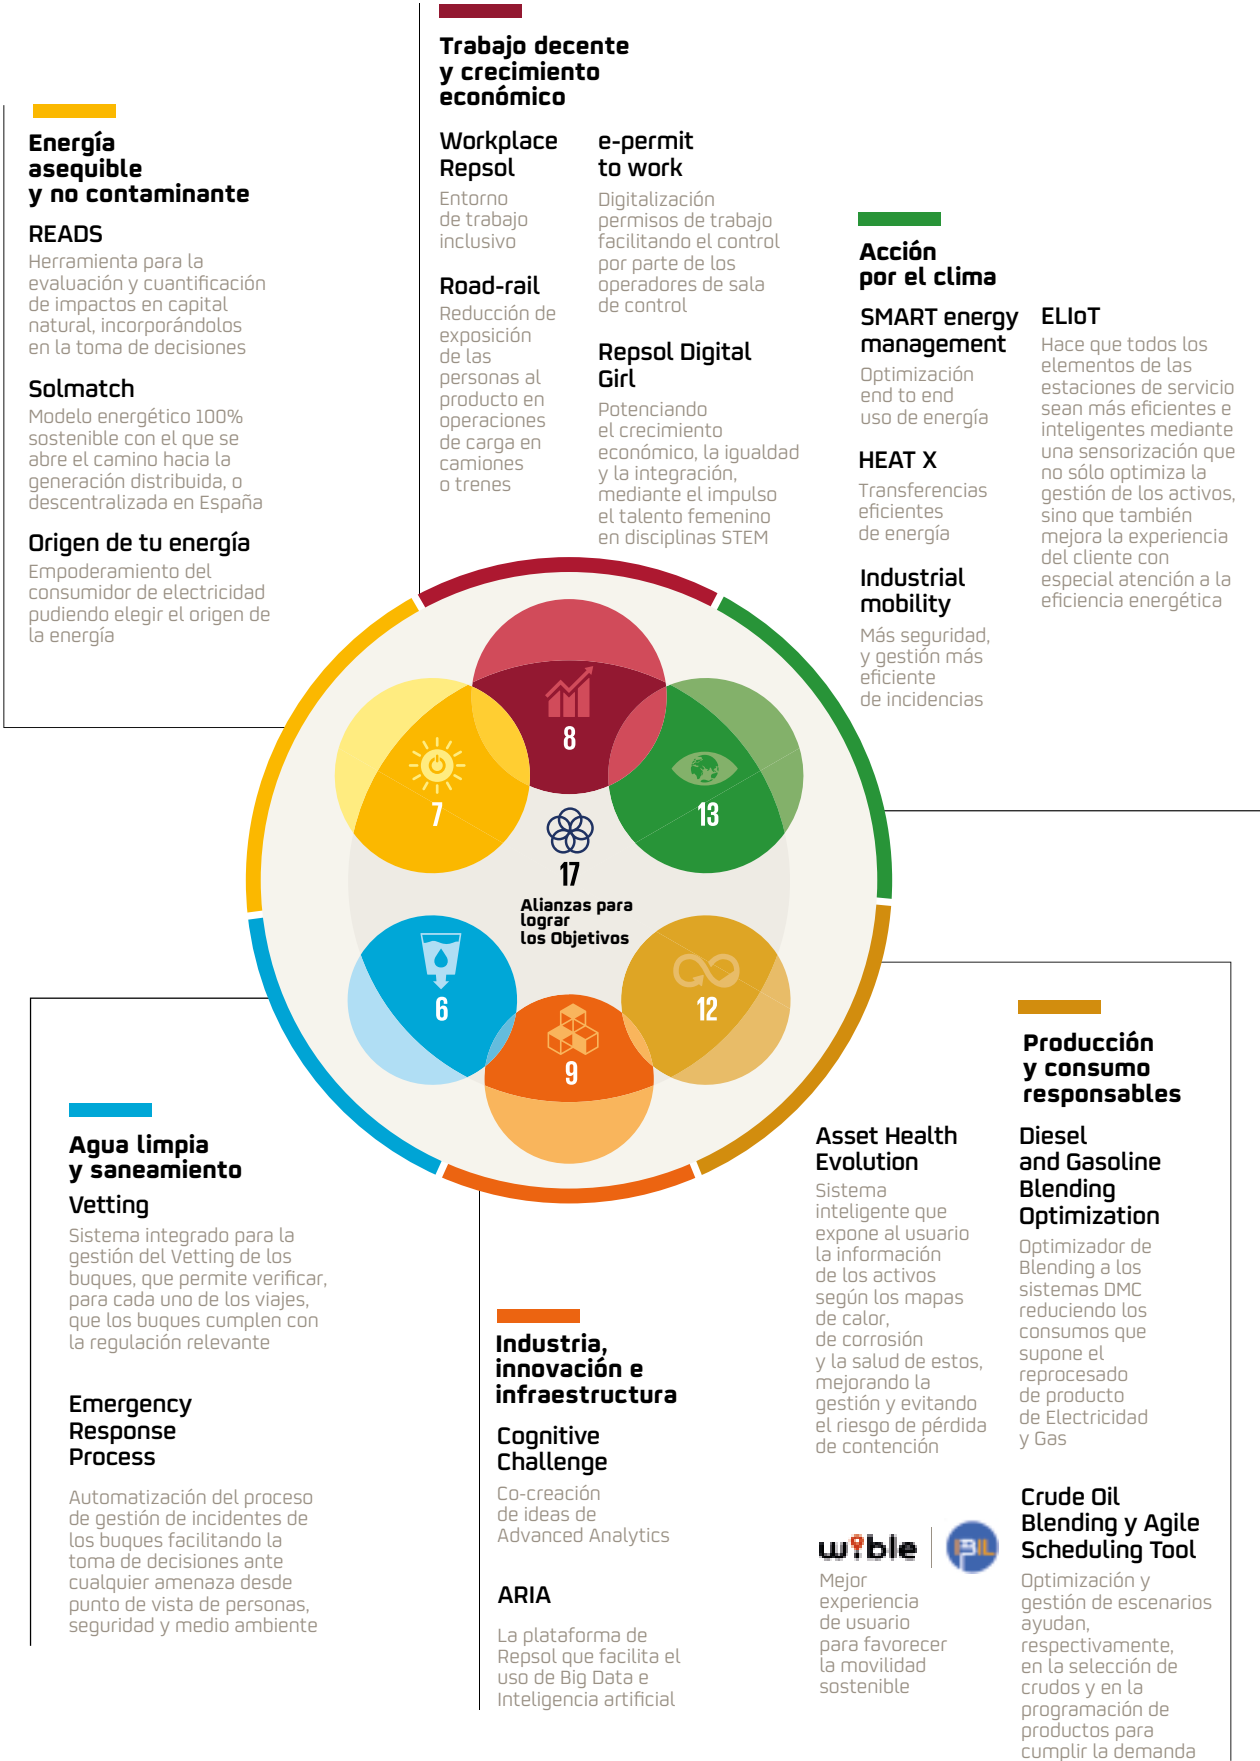 Trabajo decente
y crecimiento
económico
Workplace
Repsol
Entorno
de trabajo
inclusivo
Road-rail
Reducción de
exposición
de las
personas al
producto en
operaciones
de carga en
camiones
o trenes
e-permit
to work
Digitalización
permisos de trabajo
facilitando el control
por parte de los
operadores de sala
de control
Repsol Digital
Girl
Potenciando
el crecimiento
económico, la igualdad
y la integración,
mediante el impulso
el talento femenino
en disciplinas STEM
Energía
asequible
y no contaminante
READS
Herramienta para la
evaluación y cuantificación
de impactos en capital
natural, incorporándolos
en la toma de decisiones
Solmatch
Modelo energético 100%
sostenible con el que se
abre el camino hacia la
generación distribuida, o
descentralizada en España
Origen de tu energía
Empoderamiento del
consumidor de electricidad
pudiendo elegir el origen de
la energía
Acción
por el clima
SMART energy
management
Optimización
end to end
uso de energía
HEAT X
Transferencias
eficientes
de energía
Industrial
mobility
Más seguridad,
y gestión más
eficiente
de incidencias
ELIoT
Hace que todos los
elementos de las
estaciones de servicio
sean más eficientes e
inteligentes mediante
una sensorización que
no sólo optimiza la
gestión de los activos,
sino que también
mejora la experiencia
del cliente con
especial atención a la
eficiencia energética
8
7
13
17
Alianzas para
lograr
los Objetivos
6
12
9
Agua limpia
y saneamiento
Vetting
Sistema integrado para la
gestión del Vetting de los
buques, que permite verificar,
para cada uno de los viajes,
que los buques cumplen con
la regulación relevante
Emergency
Response
Process
Automatización del proceso
de gestión de incidentes de
los buques facilitando la
toma de decisiones ante
cualquier amenaza desde
punto de vista de personas,
seguridad y medio ambiente
Industria,
innovación e
infraestructura
Cognitive
Challenge
Co-creación
de ideas de
Advanced Analytics
ARIA
La plataforma de
Repsol que facilita el
uso de Big Data e
Inteligencia artificial
Producción
y consumo
responsables
Asset Health
Evolution
Sistema
inteligente que
expone al usuario
la información
de los activos
según los mapas
de calor,
de corrosión
y la salud de estos,
mejorando la
gestión y evitando
el riesgo de pérdida
de contención
wible
Mejor
experiencia
de usuario
para favorecer
la movilidad
sostenible
Diesel
and Gasoline
Blending
Optimization
Optimizador de
Blending a los
sistemas DMC
reduciendo los
consumos que
supone el
reprocesado
de producto
de Electricidad
y Gas
Crude Oil
Blending y Agile
Scheduling Tool
Optimización y
gestión de escenarios
ayudan,
respectivamente,
en la selección de
crudos y en la
programación de
productos para
cumplir la demanda